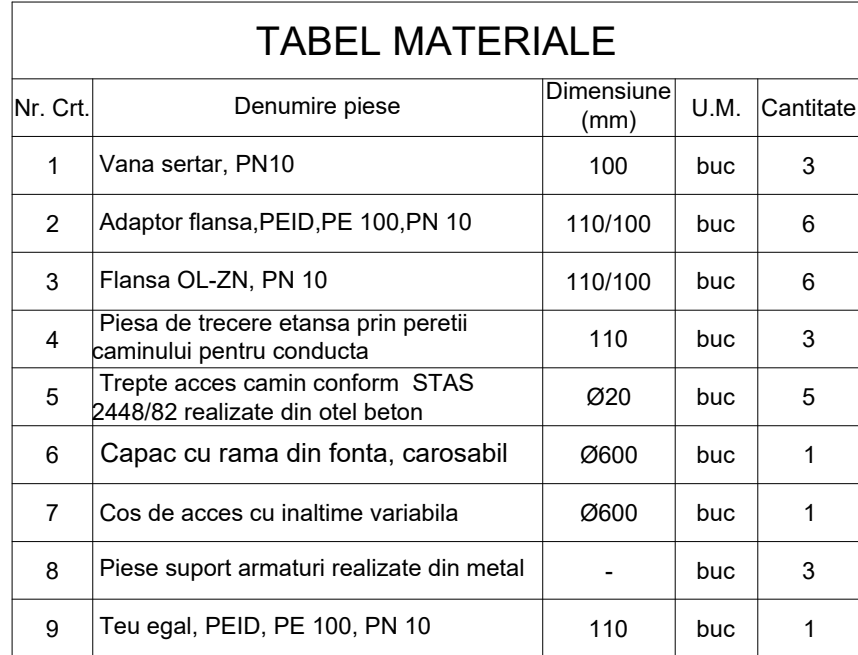 TABEL MATERIALE
Nr. Crt. Denumire piese Dimensiune (mm) U.M. Cantitate
1 Vana sertar, PN10 100 buc 3
2 Adaptor flansa,PEID,PE 100,PN 10 110/100 buc 6
3 Flansa OL-ZN, PN 10 110/100 buc 6
4 Piesa de trecere etansa prin peretii
caminului pentru conducta 110 buc 3
5 Trepte acces camin conform STAS
2448/82 realizate din otel beton Ø20 buc 5
6 Capac cu rama din fonta, carosabil Ø600 buc 1
7 Cos de acces cu inaltime variabila Ø600 buc 1
8 Piese suport armaturi realizate din metal - buc 3
9 Teu egal, PEID, PE 100, PN 10 110 buc 1